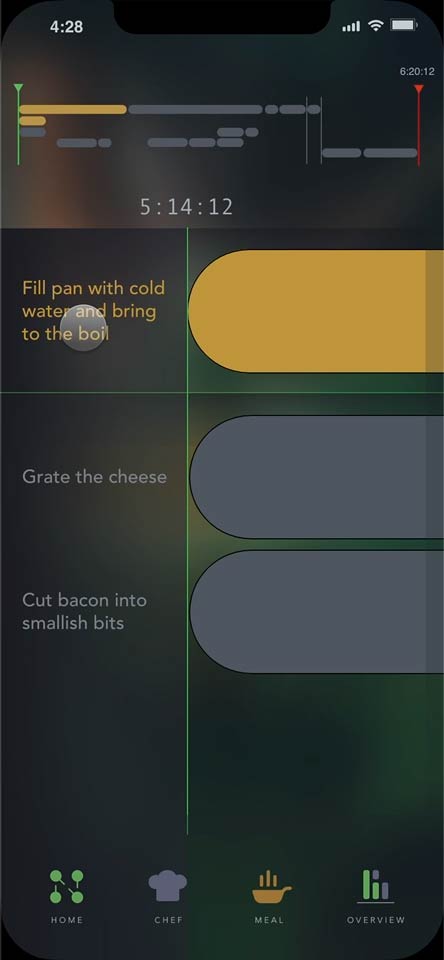 4:28
6:20:12
5:14:12
Fill pan with cold
water and bring
to the boil
Grate the cheese
Cut bacon into
smallish bits
HOME CHEF MEAL OVERVIEW